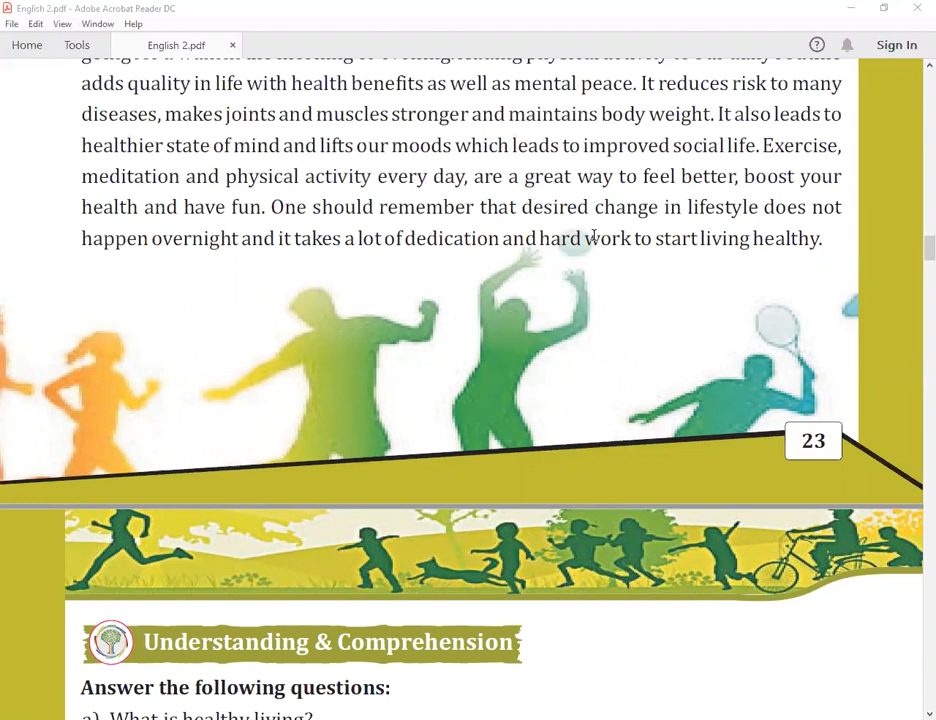 English 2.pdf - Adobe Acrobat Reader DC
File Edit View Window Help
Home Tools English 2.pdf × ? Sign In
adds quality in life with health benefits as well as mental peace. It reduces risk to many
diseases, makes joints and muscles stronger and maintains body weight. It also leads to
healthier state of mind and lifts our moods which leads to improved social life. Exercise,
meditation and physical activity every day, are a great way to feel better, boost your
health and have fun. One should remember that desired change in lifestyle does not
happen overnight and it takes a lot of dedication and hard work to start living healthy.
23
Understanding & Comprehension
Answer the following questions:
a) What is healthy living?